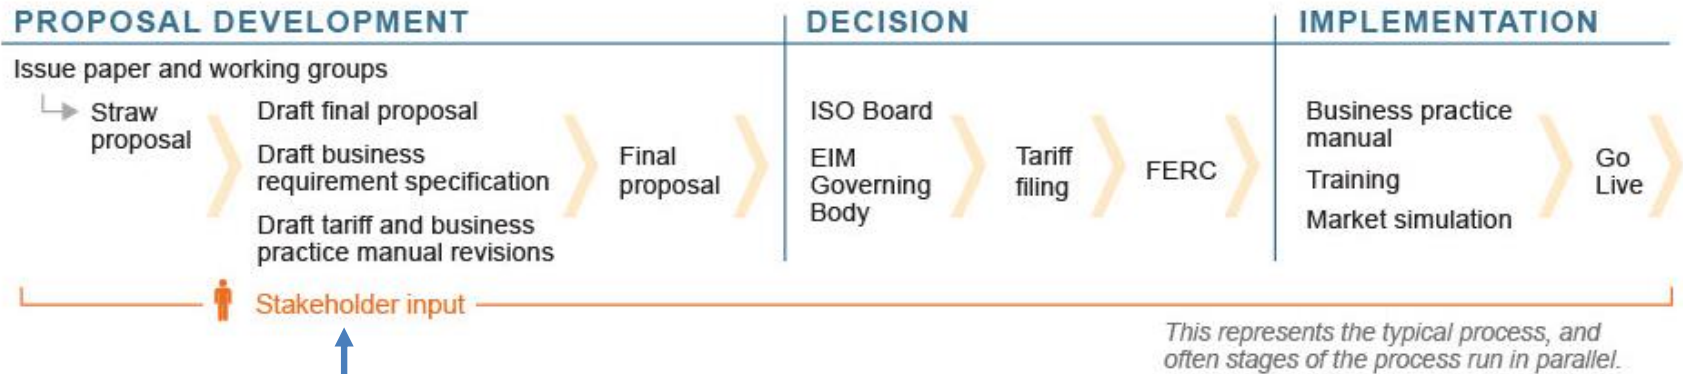 PROPOSAL DEVELOPMENT
Issue paper and working groups
Straw
proposal
Draft final proposal
Draft business
requirement specification
Draft tariff and business
practice manual revisions
Final
proposal
DECISION
ISO Board
EIM
Governing
Body
Tariff
filing
FERC
IMPLEMENTATION
Business practice
manual
Training
Market simulation
Go
Live
Stakeholder input
This represents the typical process, and
often stages of the process run in parallel.